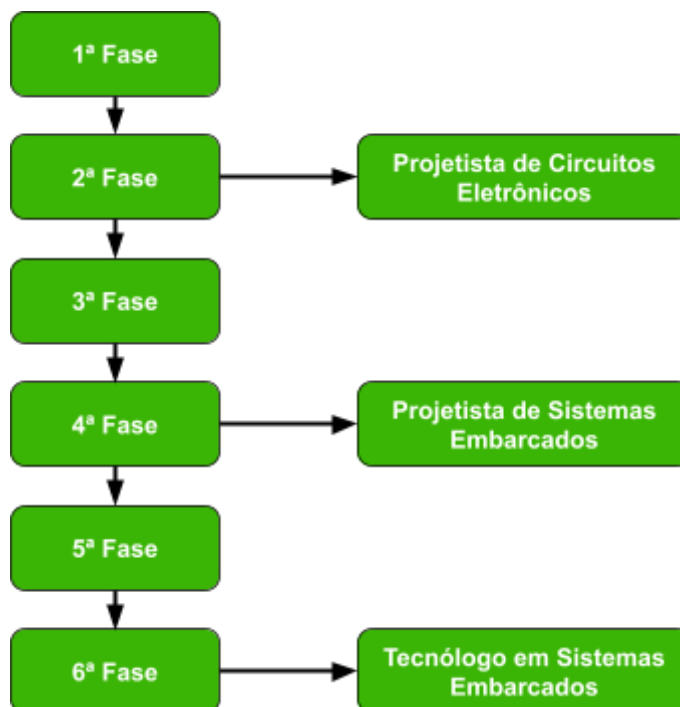 1ª Fase
2ª Fase
Projetista de Circuitos
Eletrônicos
3ª Fase
4ª Fase
Projetista de Sistemas
Embarcados
5ª Fase
6ª Fase
Tecnólogo em Sistemas
Embarcados